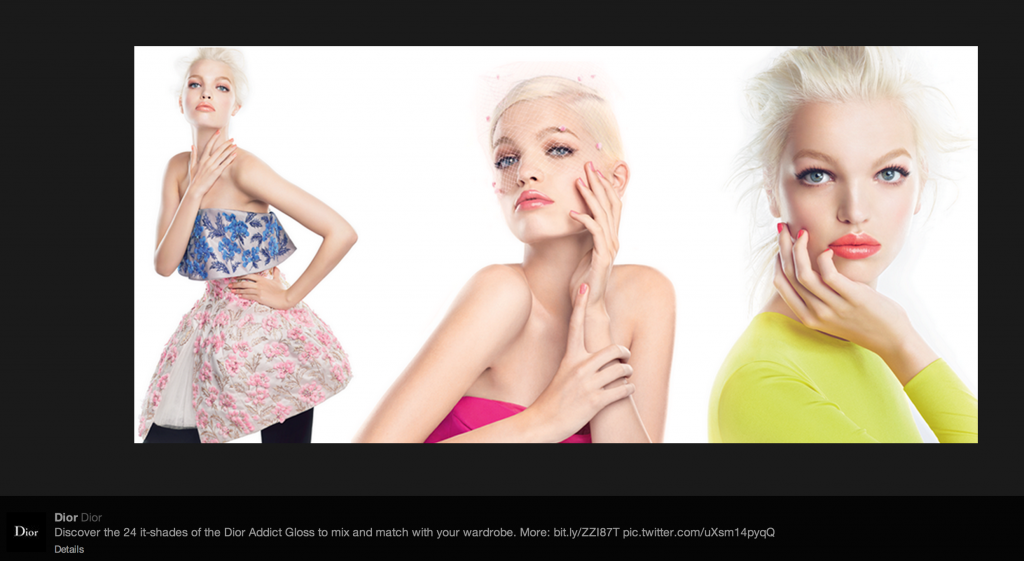 Dior
Dior Dior
Discover the 24 it-shades of the Dior Addict Gloss to mix and match with your wardrobe. More: bit.ly/ZZI87T pic.twitter.com/uXsm14pyqQ
Details